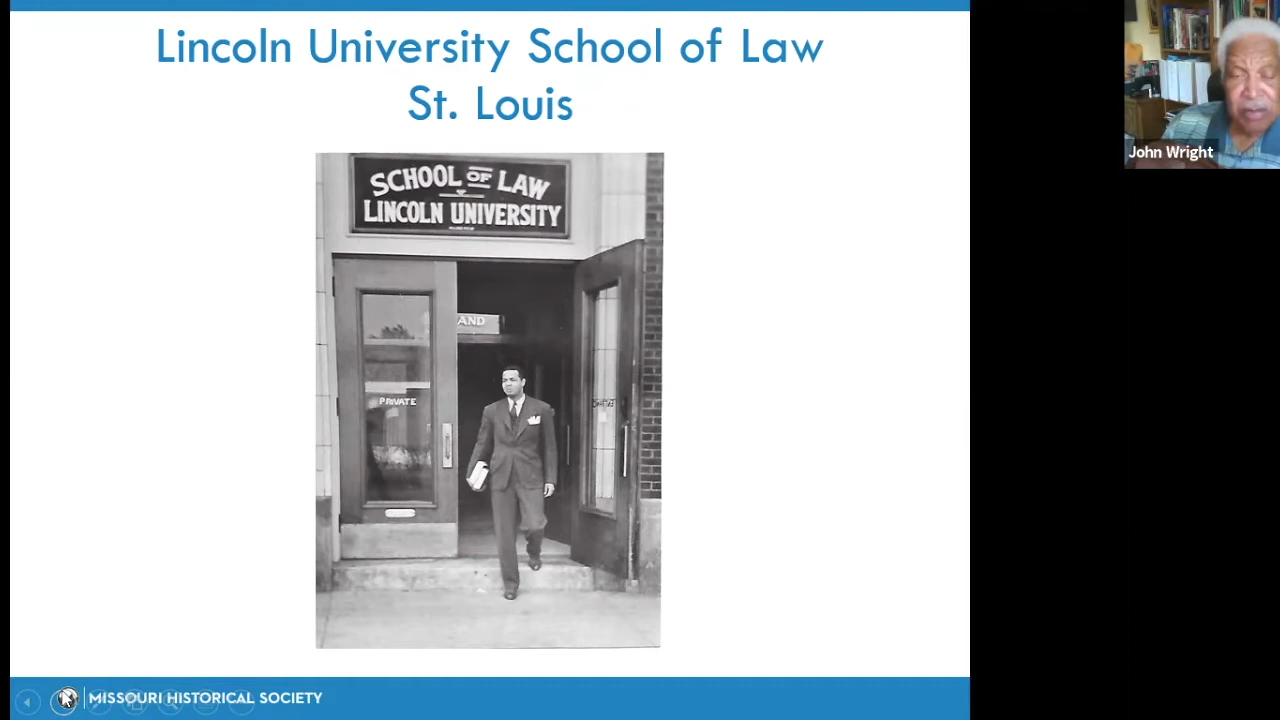 Lincoln University School of Law
St. Louis
SCHOOL OF LAW
LINCOLN UNIVERSITY
AND
PRIVATE
John Wright
MISSOURI HISTORICAL SOCIETY